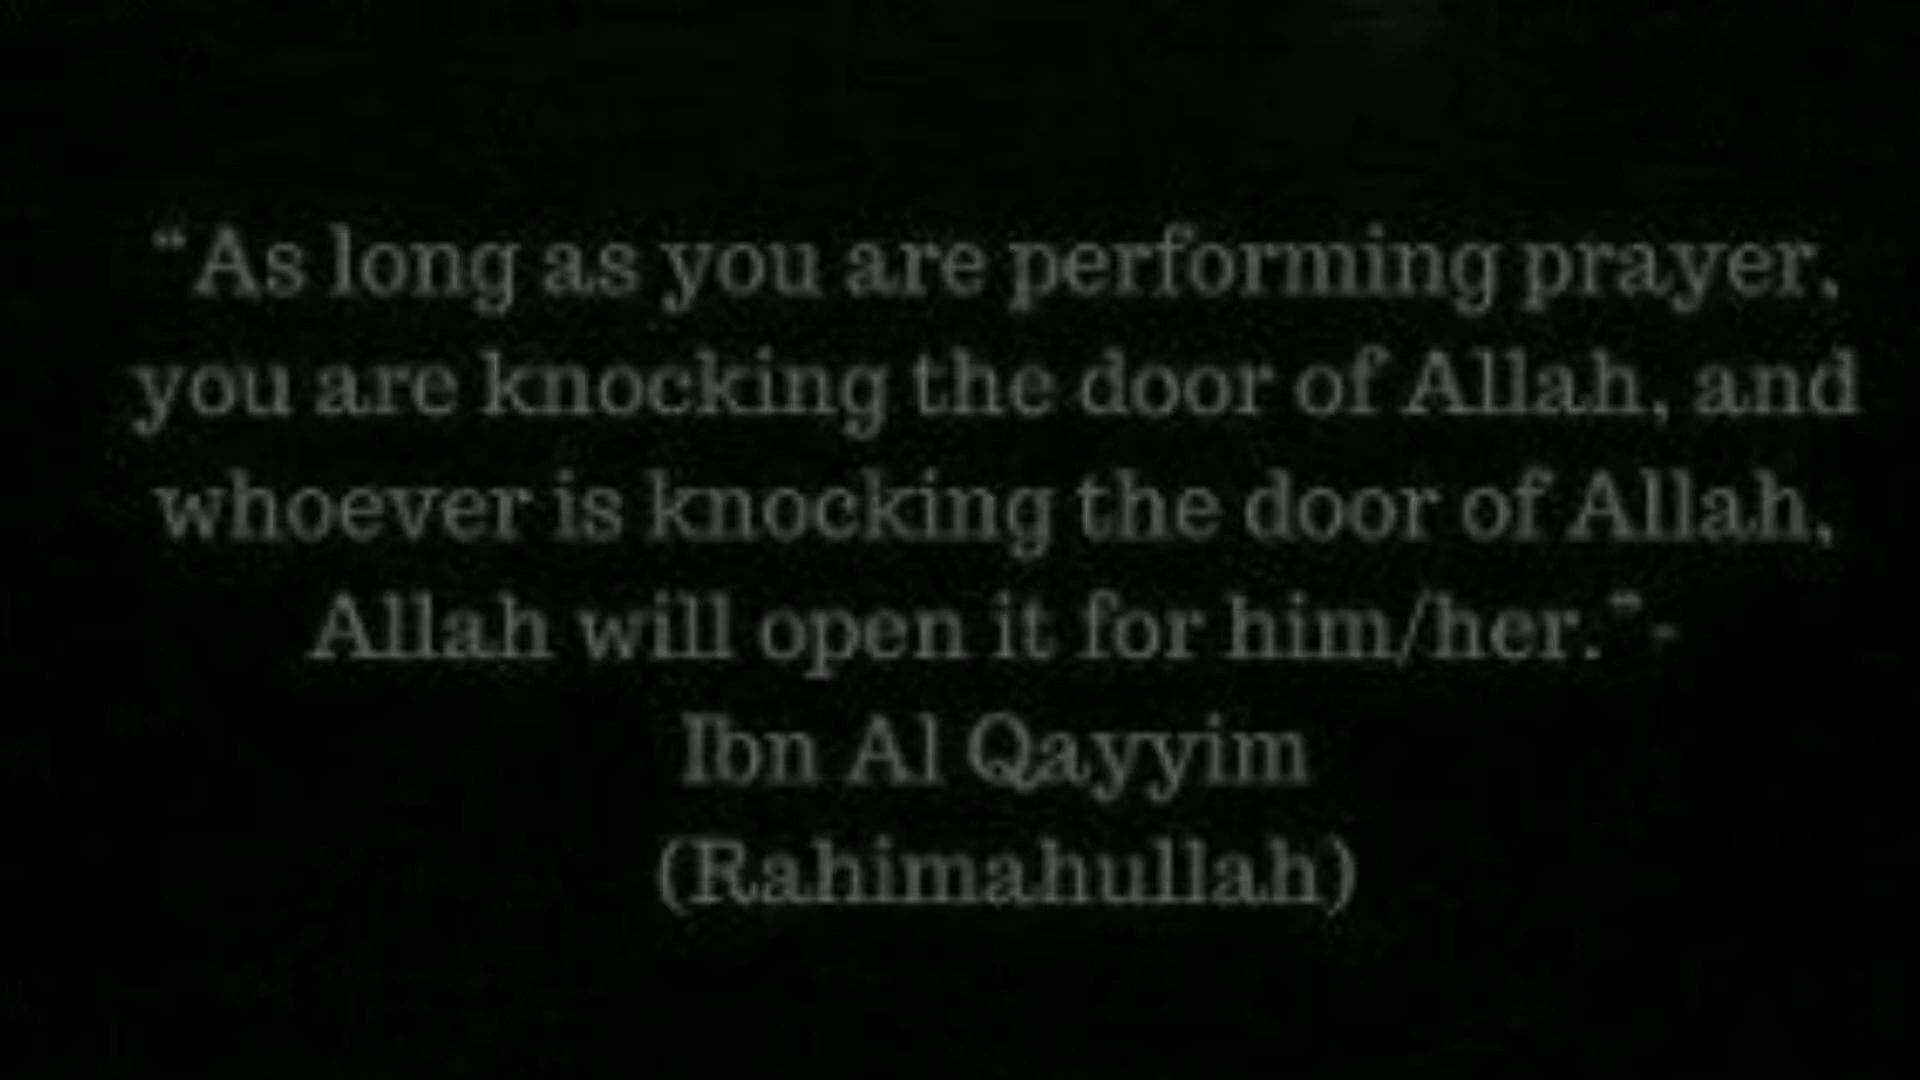 “As long as you are performing prayer,
you are knocking the door of Allah, and
whoever is knocking the door of Allah,
Allah will open it for him/her.”-
Ibn Al Qayyim
(Rahimahullah)